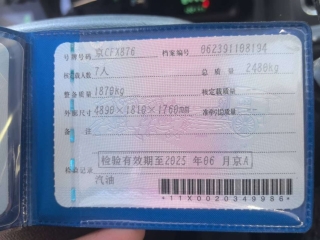 号牌号码 京CFX876 档案编号 062391108194
核定载人数 7人 总质量 2480kg
整备质量 1870kg 核定载质量 --
外廓尺寸 4890×1810×1760mm 准牵引总质量 --
备注
检验有效期至2025年06月京A
检验记录
汽油
*11X0020349986*